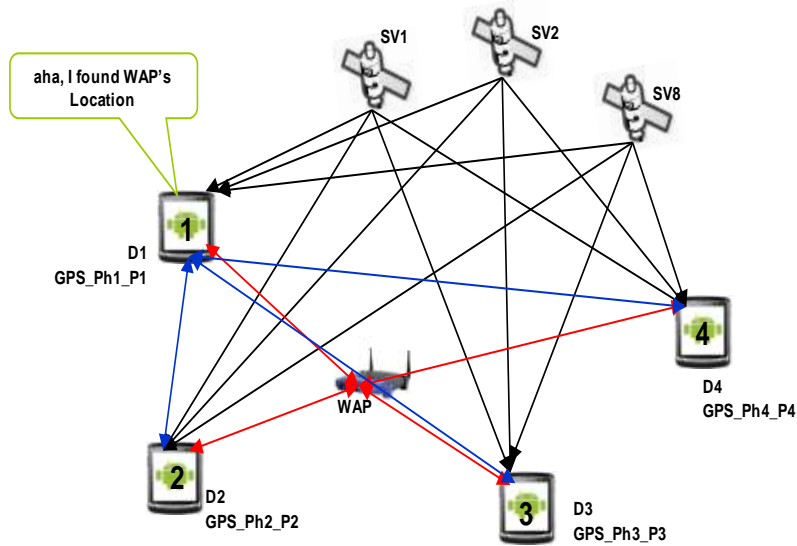 SV1
SV2
SV8
aha, I found WAP's
Location
1
D1
GPS_Ph1_P1
4
D4
GPS_Ph4_P4
WAP
2
D2
GPS_Ph2_P2
3
D3
GPS_Ph3_P3